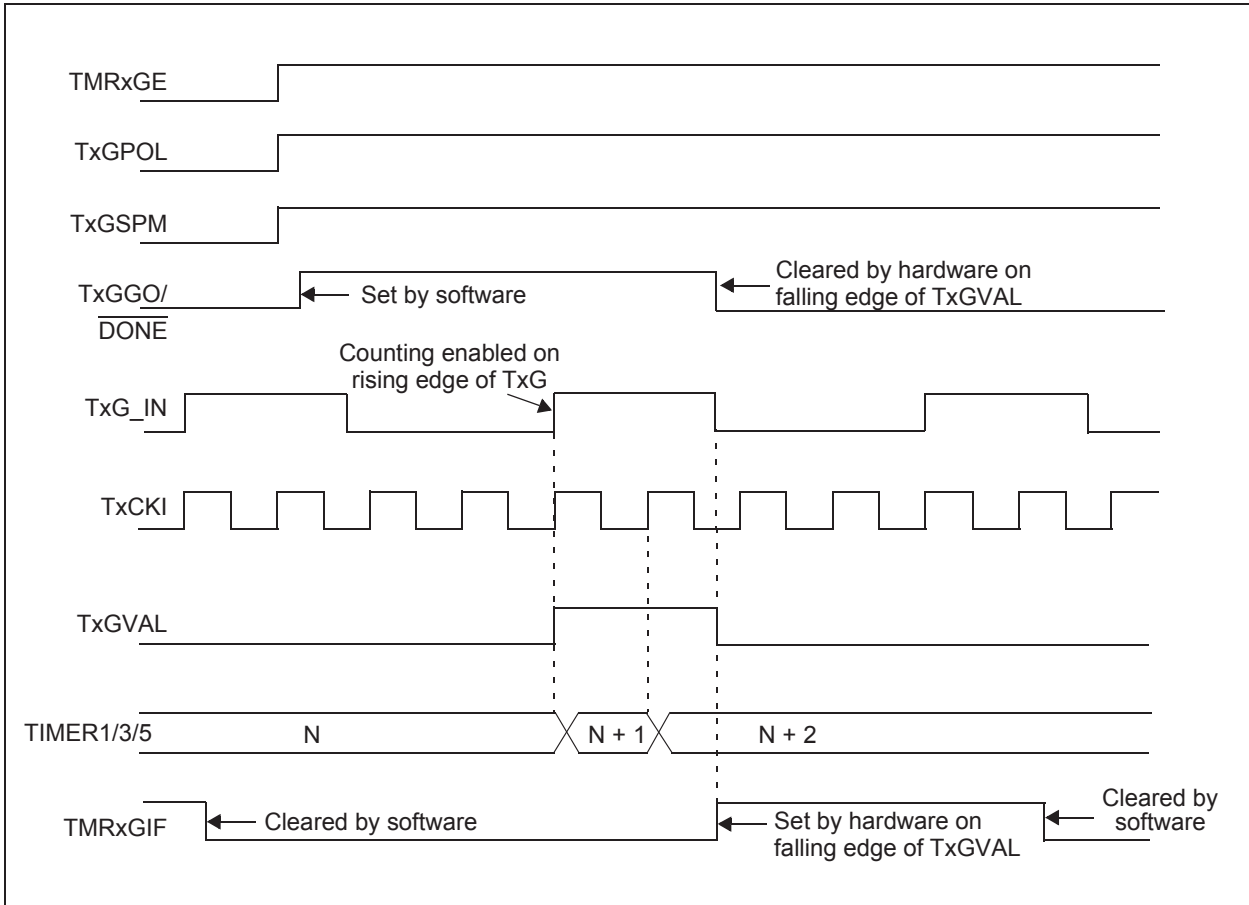 TMRxGE
TxGPOL
TxGSPM
TxGGO/
DONE
Set by software
Cleared by hardware on
falling edge of TxGVAL
Counting enabled on
rising edge of TxG
TxG_IN
TxCKI
TxGVAL
TIMER1/3/5
N
N + 1
N + 2
TMRxGIF
Cleared by software
Set by hardware on
falling edge of TxGVAL
Cleared by
software